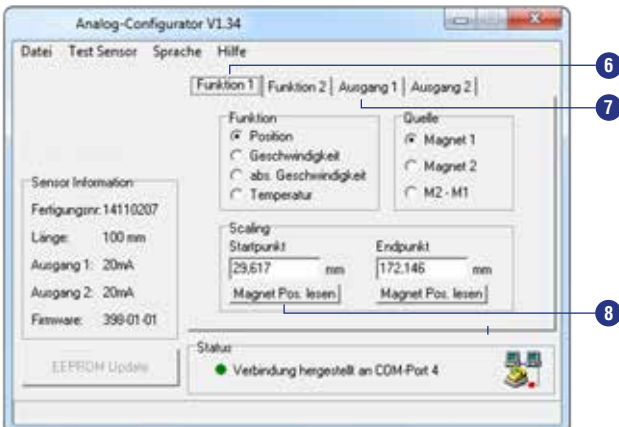 Analog-Configurator V1.34
Datei Test Sensor Sprache Hilfe
6
Funktion 1 Funktion 2 Ausgang 1 Ausgang 2
7
Funktion
Position
Geschwindigkeit
abs. Geschwindigkeit
Temperatur
Quelle
Magnet 1
Magnet 2
M2 - M1
Sensor Information
Fertigungsnr. 14110207
Länge: 100 mm
Ausgang 1: 20mA
Ausgang 2: 20mA
Firmware: 398-01-01
Scaling
Startpunkt Endpunkt
29,617 mm 172,146 mm
Magnet Pos. lesen Magnet Pos. lesen
8
EEPROM Update
Status
Verbindung hergestellt an COM-Port 4